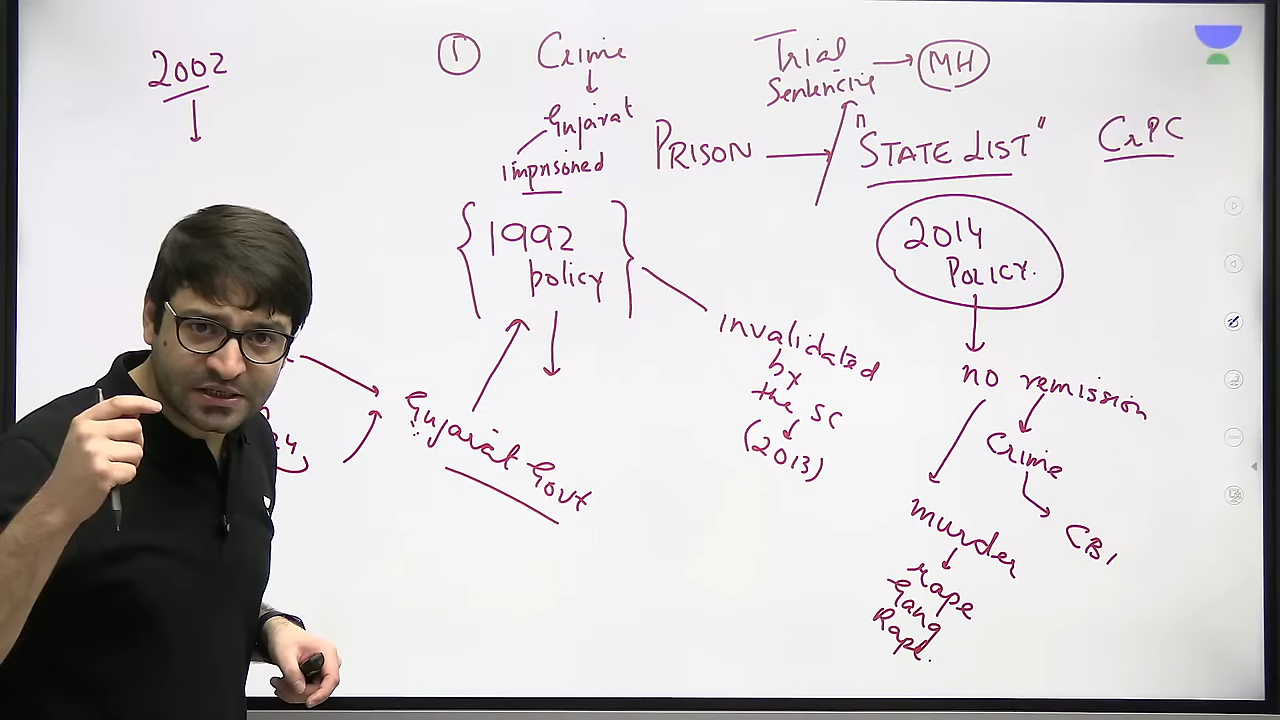 2002
① Crime
Gujarat
imprisoned
Trial
Sentencing
MH
PRISON
"STATE LIST"
CrPC
1992
policy
2014
POLICY.
invalidated
by
the SC
(2013)
no remission
Crime
CBI
murder
rape
Gang
Rape.
Gujarat Govt
24